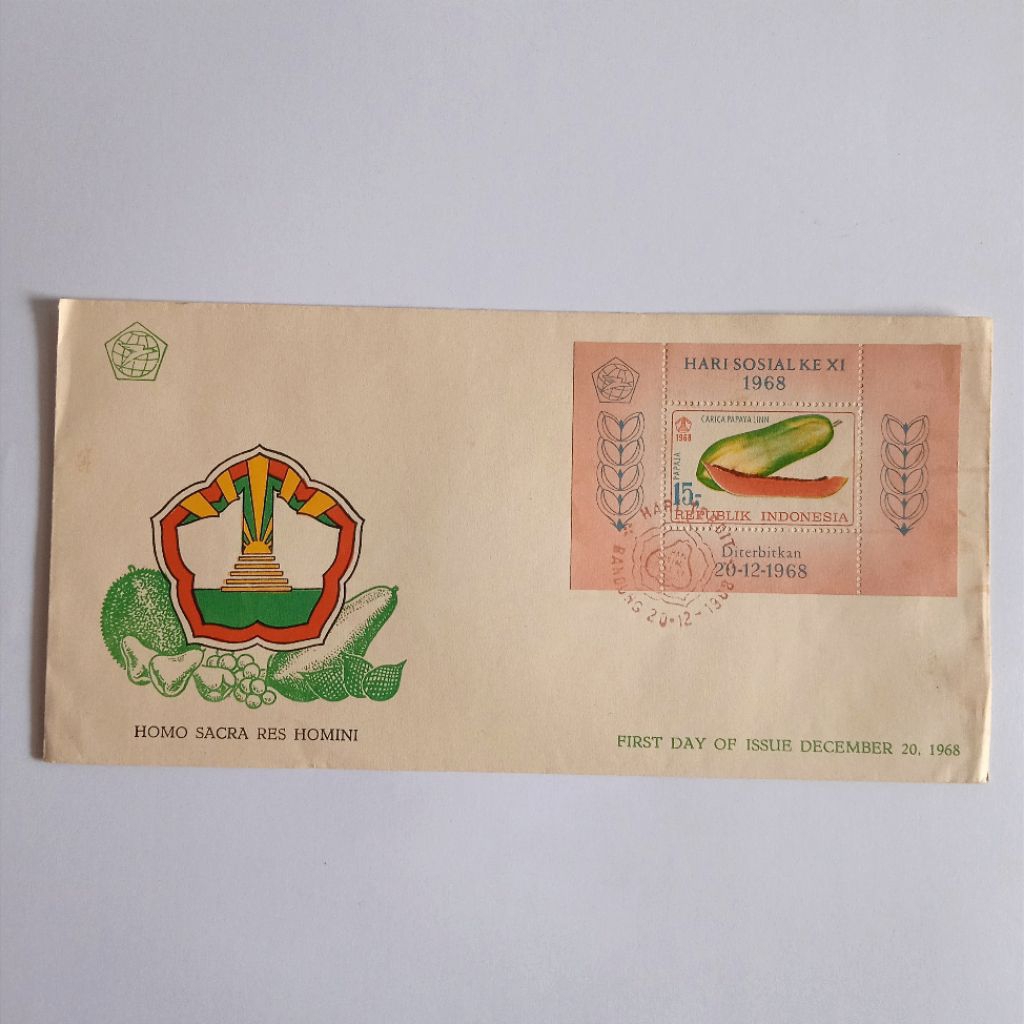 HARI SOSIAL KE XI
1968
CARICA PAPAYA LINN
1968
PAPAJA
15,-
REPUBLIK INDONESIA
Diterbitkan
20-12-1968
BANDUNG 20-12-1968
HOMO SACRA RES HOMINI
FIRST DAY OF ISSUE DECEMBER 20, 1968